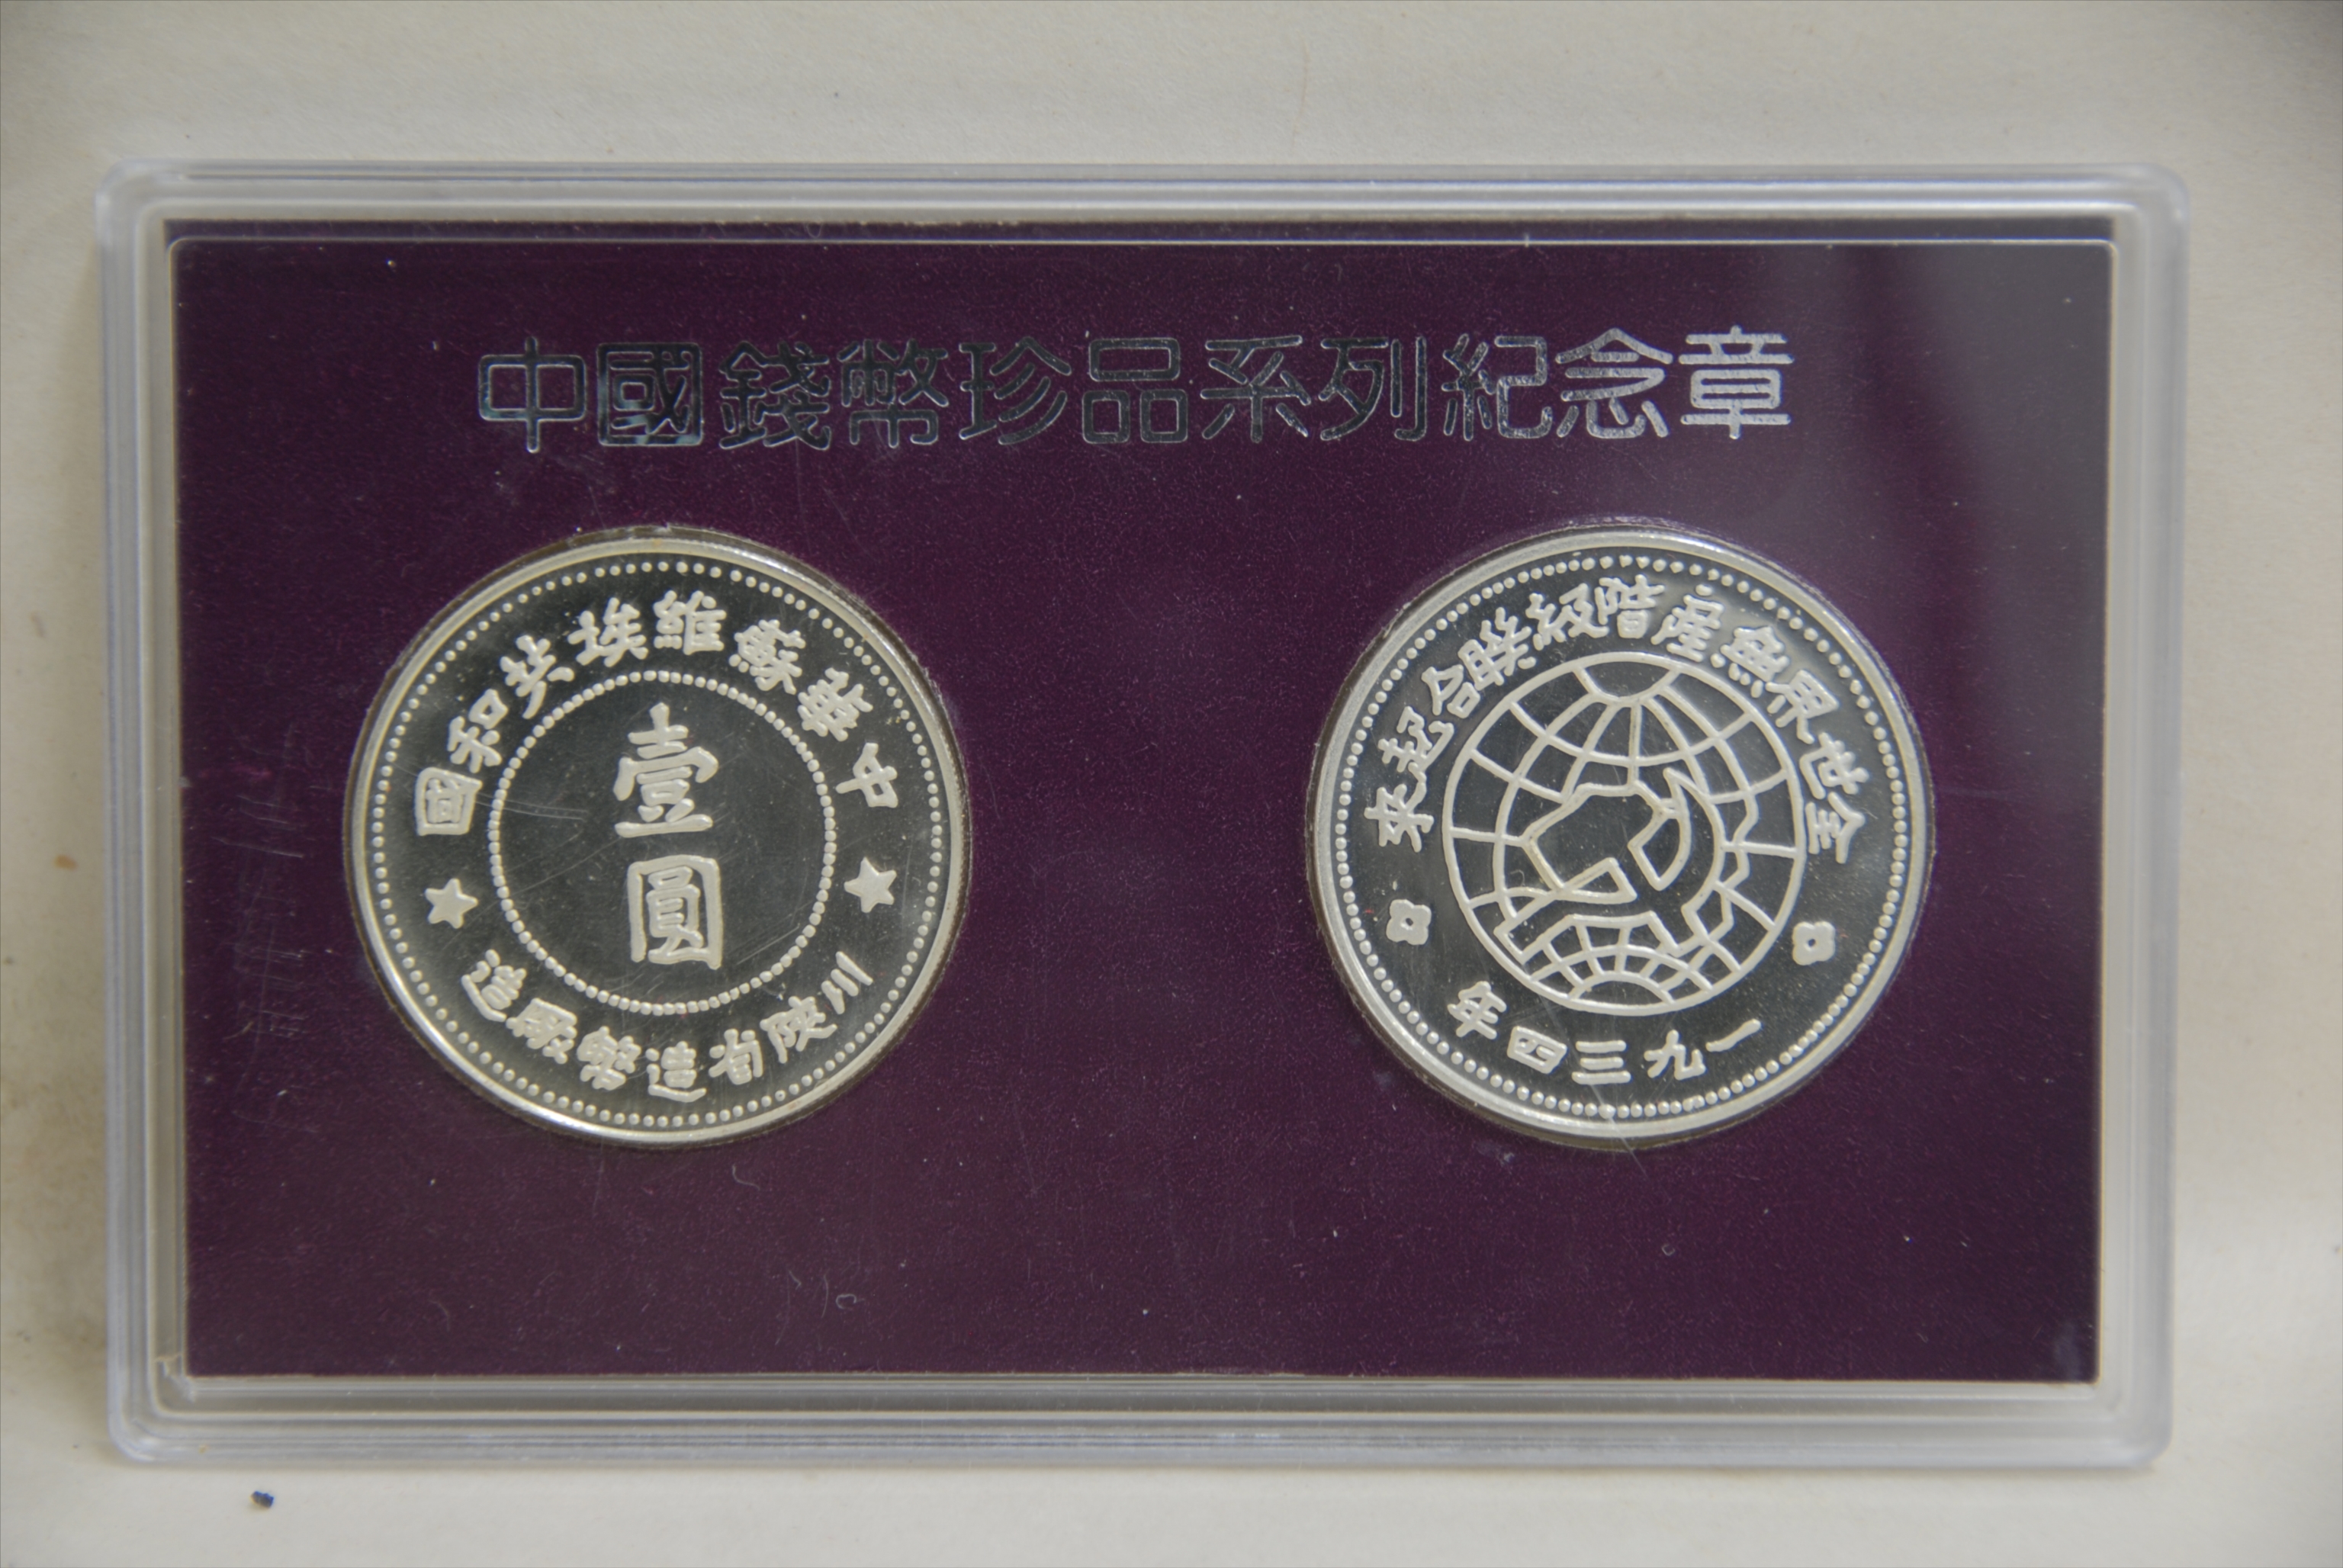 中國錢幣珍品系列紀念章
中華蘇維埃共和國
壹圓
川陝省造幣廠造
全世界無產階級聯合起來
一九三四年